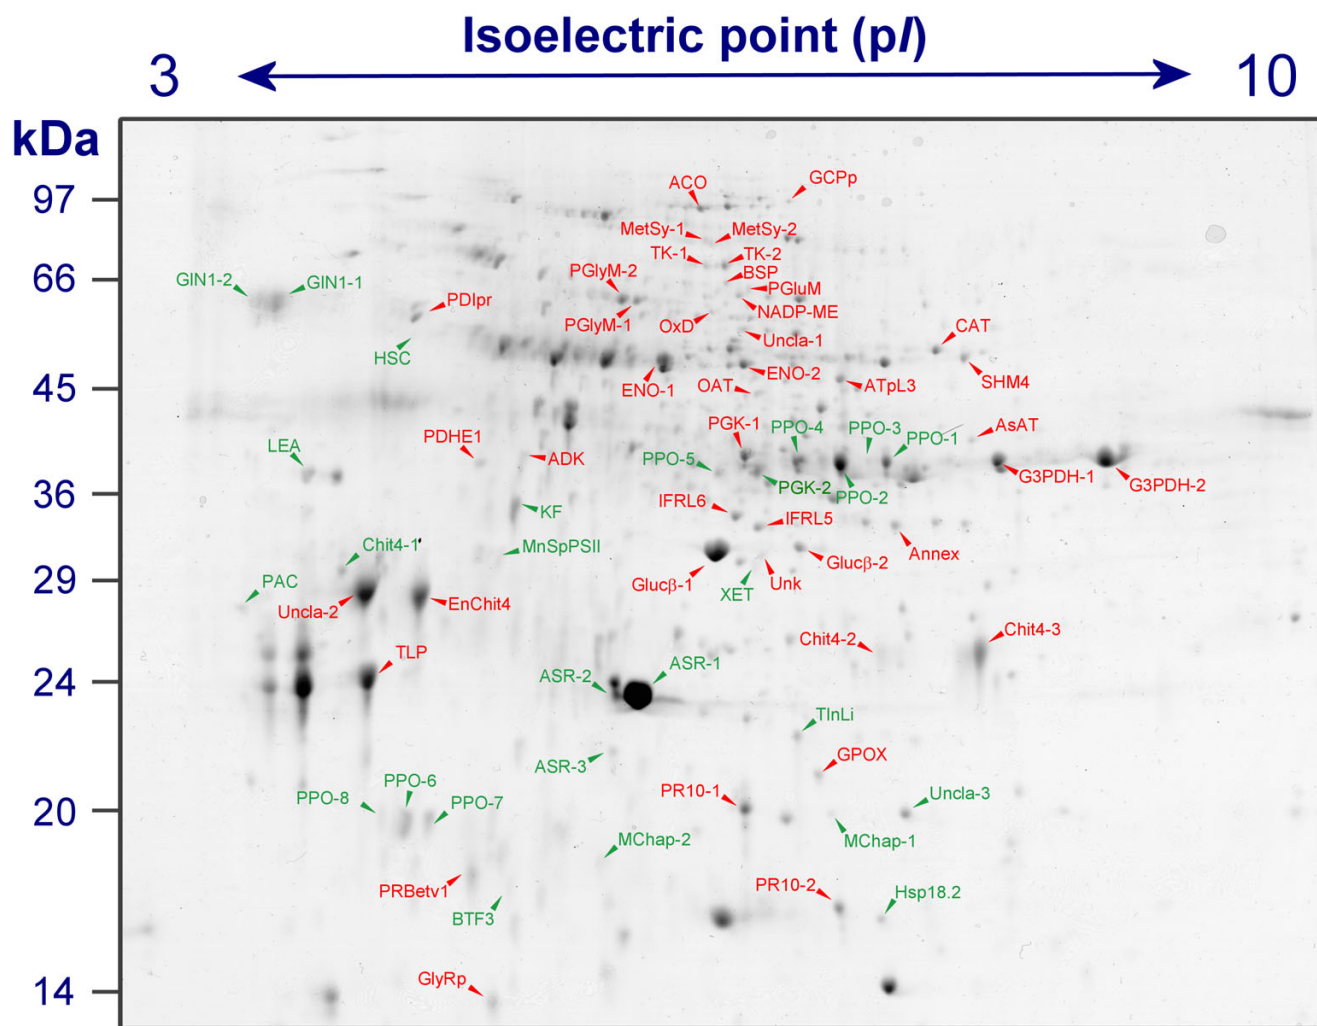 Isoelectric point (pI)
3
10
kDa
97
66
45
36
29
24
20
14
ACO
GCPp
MetSy-1
MetSy-2
TK-1
TK-2
PGlyM-2
BSP
GIN1-2
GIN1-1
PGluM
PDIpr
NADP-ME
PGlyM-1
OxD
CAT
Uncla-1
HSC
ENO-2
SHM4
ENO-1
OAT
ATpL3
PGK-1
PPO-4
PPO-3
AsAT
PDHE1
PPO-1
LEA
ADK
PPO-5
G3PDH-1
G3PDH-2
PGK-2
PPO-2
IFRL6
KF
IFRL5
Chit4-1
MnSpPSII
Annex
Glucβ-2
PAC
Glucβ-1
Unk
XET
Uncla-2
EnChit4
Chit4-2
Chit4-3
TLP
ASR-2
ASR-1
TlnLi
GPOX
ASR-3
PPO-6
PR10-1
Uncla-3
PPO-8
PPO-7
MChap-2
MChap-1
PRBetv1
PR10-2
Hsp18.2
BTF3
GlyRp